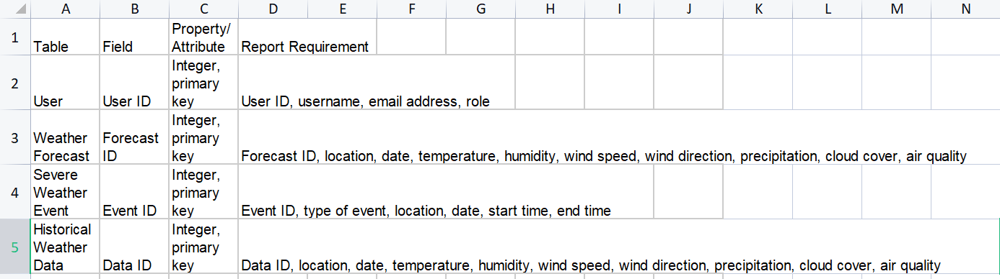 A B C D E F G H I J K L M N
1 Table Field Property/ Attribute Report Requirement
2 User User ID Integer, primary key User ID, username, email address, role
3 Weather Forecast Forecast ID Integer, primary key Forecast ID, location, date, temperature, humidity, wind speed, wind direction, precipitation, cloud cover, air quality
4 Severe Weather Event Event ID Integer, primary key Event ID, type of event, location, date, start time, end time
5 Historical Weather Data Data ID Integer, primary key Data ID, location, date, temperature, humidity, wind speed, wind direction, precipitation, cloud cover, air quality